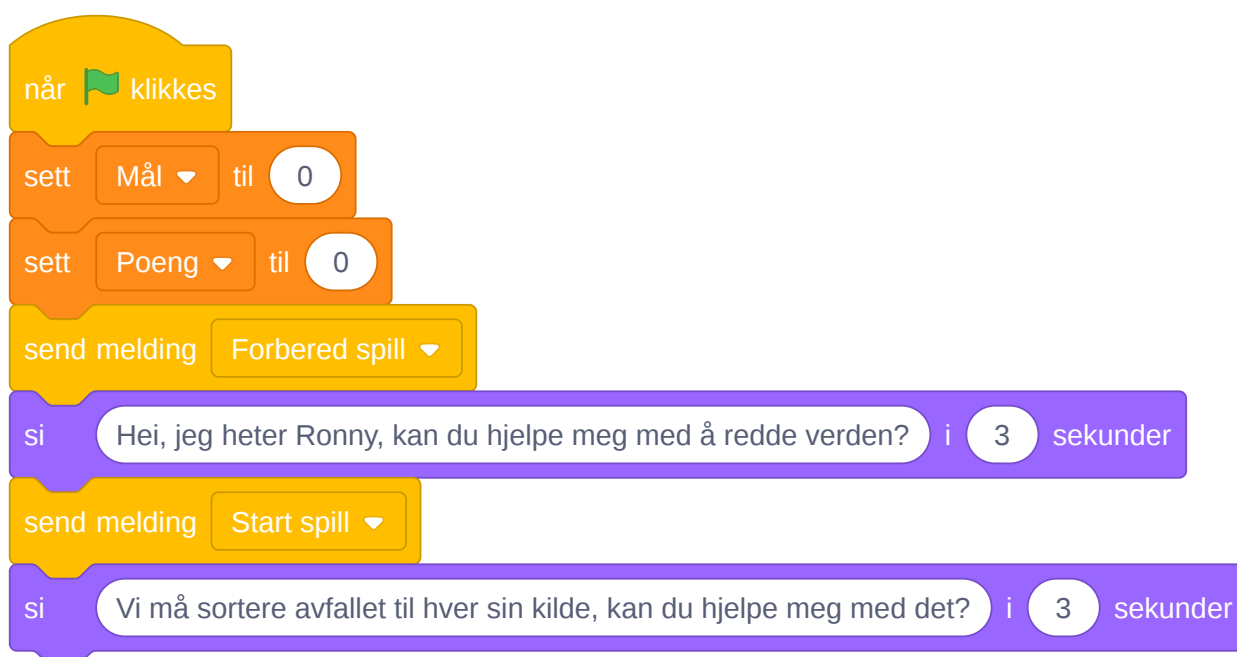 når klikkes
sett Mål til 0
sett Poeng til 0
send melding Forbered spill
si Hei, jeg heter Ronny, kan du hjelpe meg med å redde verden? i 3 sekunder
send melding Start spill
si Vi må sortere avfallet til hver sin kilde, kan du hjelpe meg med det? i 3 sekunder